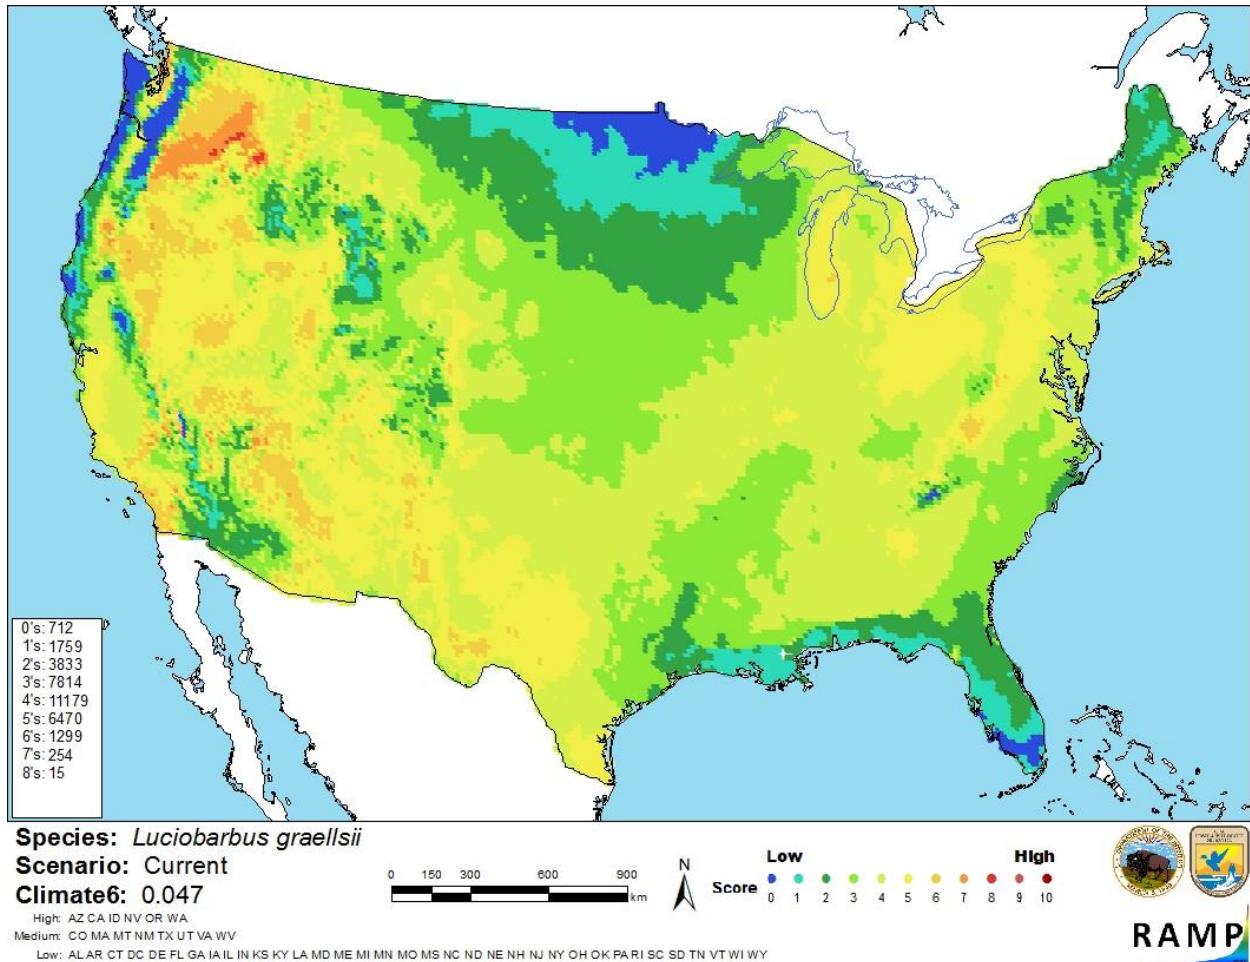 0's: 712
1's: 1759
2's: 3833
3's: 7814
4's: 11179
5's: 6470
6's: 1299
7's: 254
8's: 15
Species: Luciobarbus graellsii
Scenario: Current
Climate6: 0.047
High: AZ CA ID NV OR WA
Medium: CO MA MT NM TX UT VA WV
Low: AL AR CT DC DE FL GA IA IL IN KS KY LA MD ME MI MN MO MS NC ND NE NH NJ NY OH OK PA RI SC SD TN VT WI WY
0 150 300 600 900
km
N
Low High
Score 0 1 2 3 4 5 6 7 8 9 10
RAMP